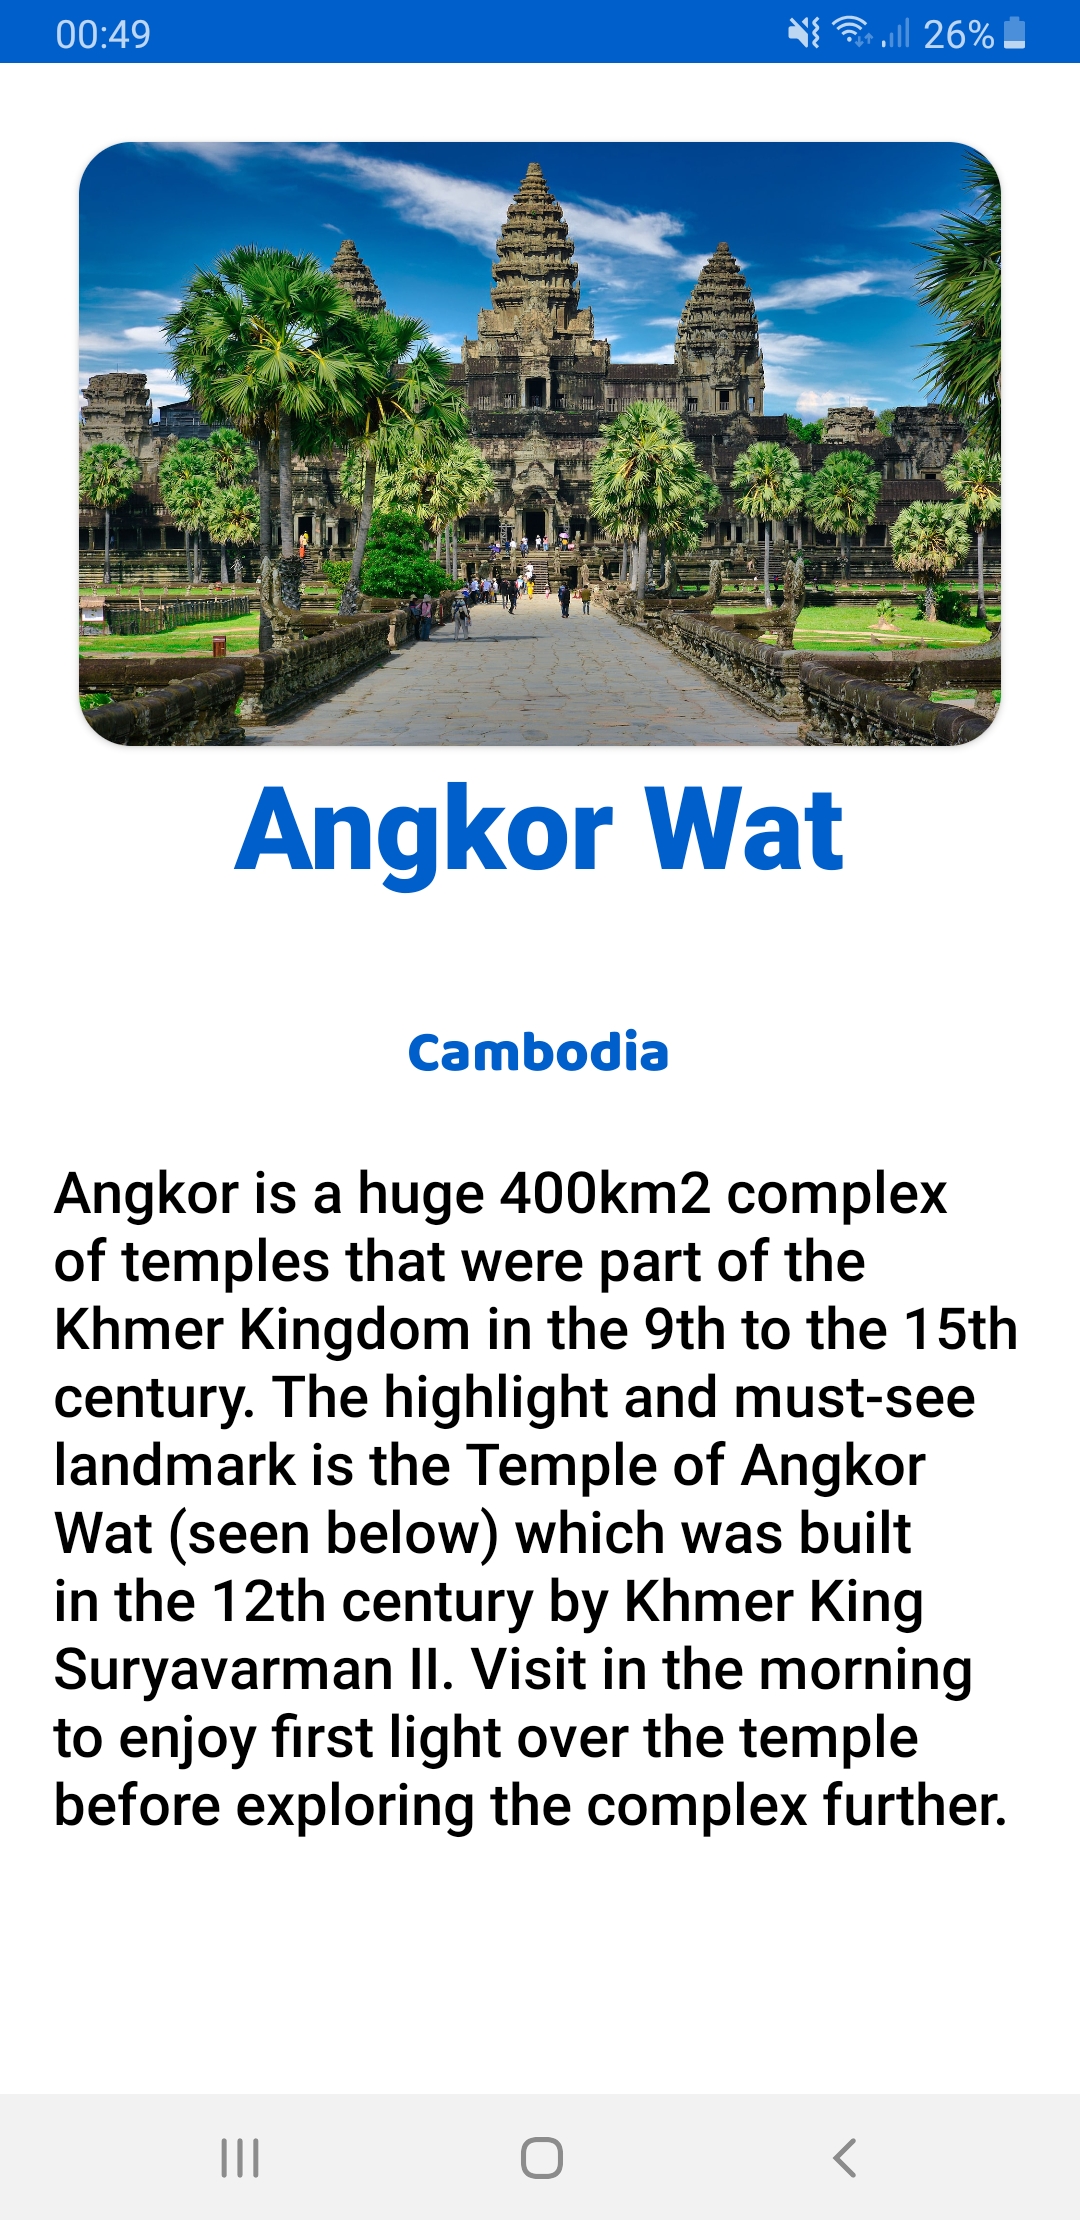 00:49
26%
Angkor Wat
Cambodia
Angkor is a huge 400km2 complex
of temples that were part of the
Khmer Kingdom in the 9th to the 15th
century. The highlight and must-see
landmark is the Temple of Angkor
Wat (seen below) which was built
in the 12th century by Khmer King
Suryavarman II. Visit in the morning
to enjoy first light over the temple
before exploring the complex further.